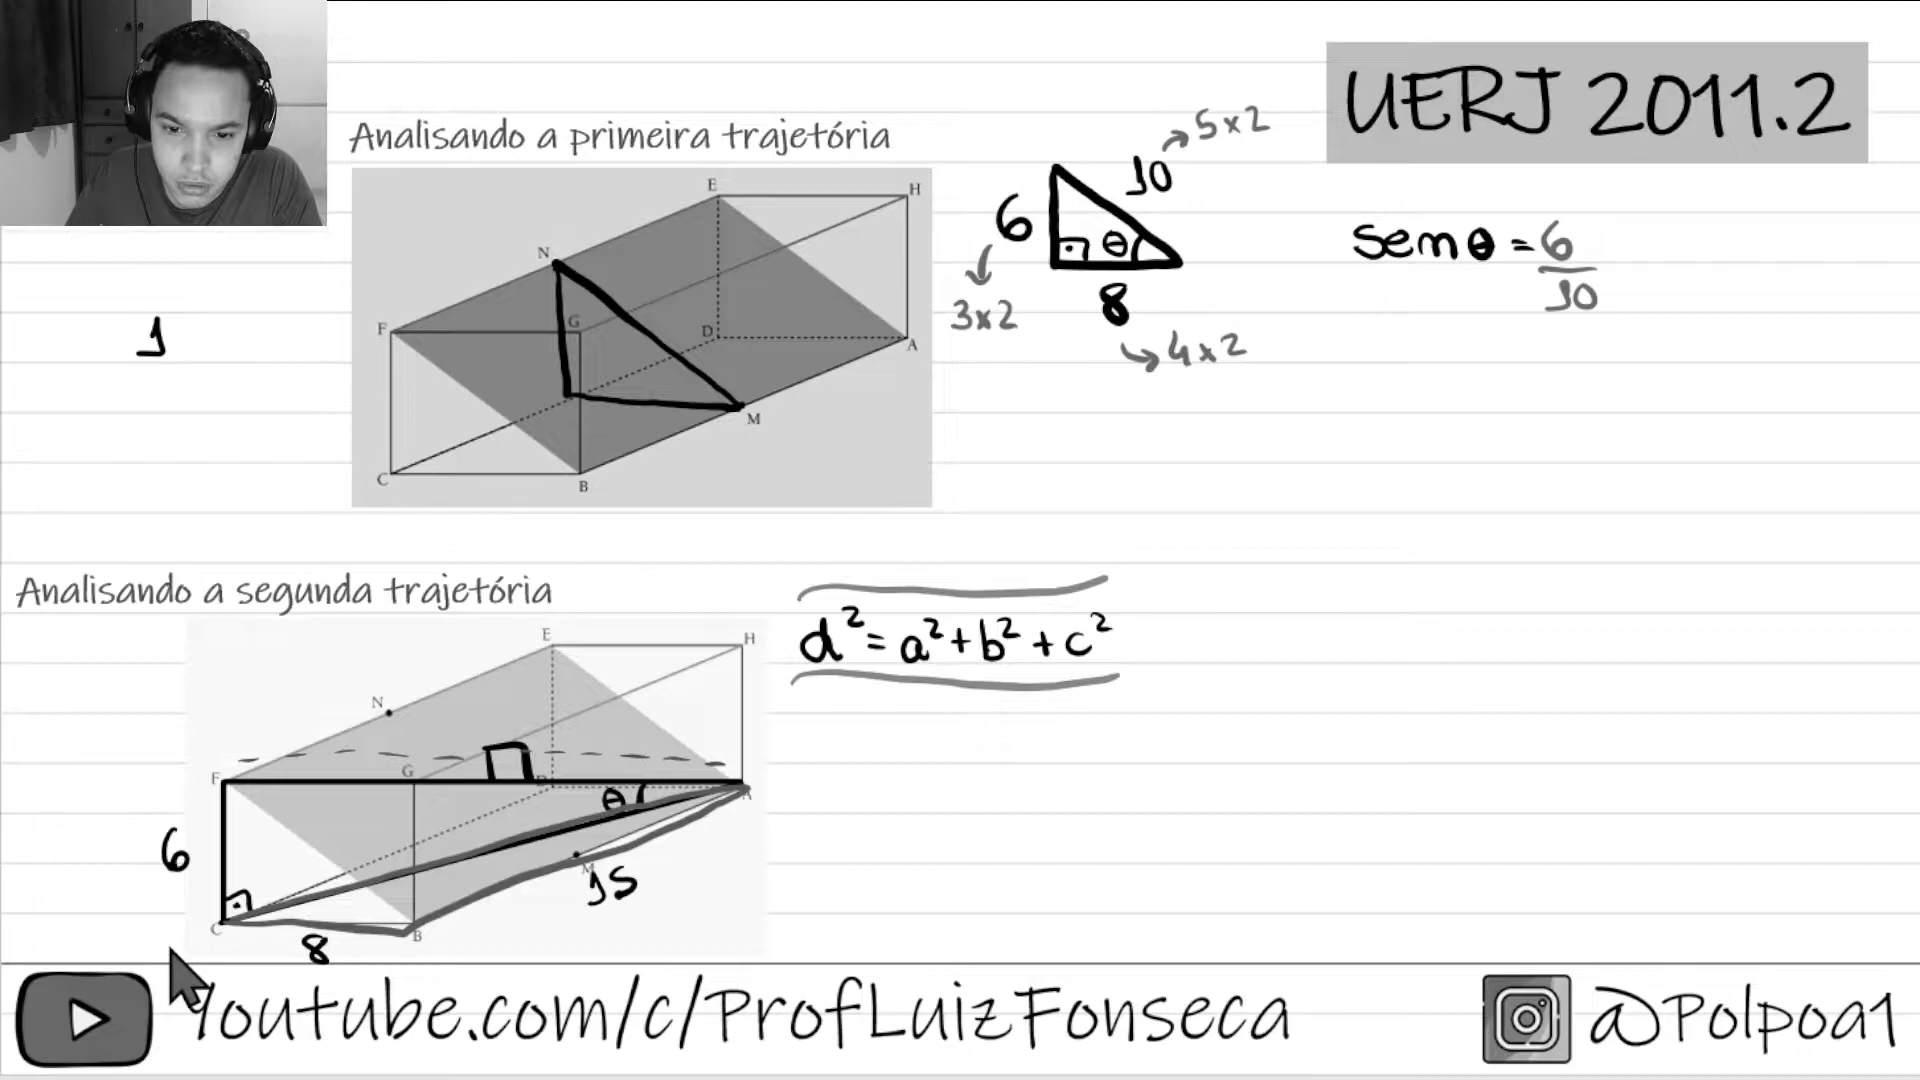 UERJ 2011.2
Analisando a primeira trajetória
E
H
N
F
G
D
A
M
C
B
1
6
10
→ 5x2
θ
8
3x2
→ 4x2
sen θ = 6
10
Analisando a segunda trajetória
d² = a² + b² + c²
E
H
N
F
G
D
θ
A
6
M
15
C
B
8
Youtube.com/c/ProfLuizFonseca
@Polpoa1